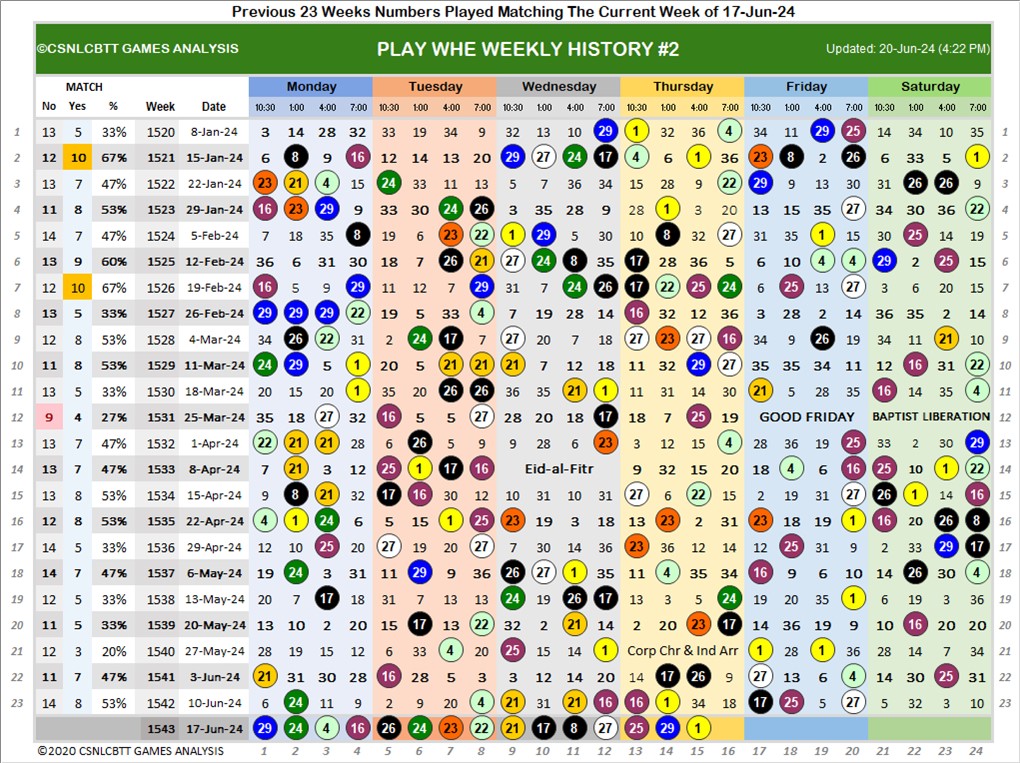 Previous 23 Weeks Numbers Played Matching The Current Week of 17-Jun-24
©CSNLCBTT GAMES ANALYSIS PLAY WHE WEEKLY HISTORY #2 Updated: 20-Jun-24 (4:22 PM)
MATCH Monday Tuesday Wednesday Thursday Friday Saturday
No Yes % Week Date 10:30 1:00 4:00 7:00 10:30 1:00 4:00 7:00 10:30 1:00 4:00 7:00 10:30 1:00 4:00 7:00 10:30 1:00 4:00 7:00 10:30 1:00 4:00 7:00
1 13 5 33% 1520 8-Jan-24 3 14 28 32 33 19 34 9 32 13 10 29 1 32 36 4 34 11 29 25 14 34 10 35 1
2 12 10 67% 1521 15-Jan-24 6 8 9 16 12 14 13 20 29 27 24 17 4 6 1 36 23 8 2 26 6 33 5 1 2
3 13 7 47% 1522 22-Jan-24 23 21 4 15 24 33 11 13 5 7 36 34 15 28 9 22 29 9 13 30 31 26 23 9 3
4 11 8 53% 1523 29-Jan-24 16 23 29 9 33 30 24 26 3 35 28 9 28 1 3 20 13 15 35 27 34 30 36 22 4
5 14 7 47% 1524 5-Feb-24 7 18 35 8 19 6 23 22 1 29 5 30 10 8 32 27 31 35 1 15 30 25 14 19 5
6 13 9 60% 1525 12-Feb-24 36 6 31 30 18 7 26 21 27 24 8 35 17 28 36 5 6 10 4 4 29 2 25 15 6
7 12 10 67% 1526 19-Feb-24 16 5 9 29 11 12 7 29 31 7 24 26 17 22 25 24 6 25 13 27 3 6 20 15 7
8 13 5 33% 1527 26-Feb-24 29 29 29 22 19 5 33 4 7 19 28 14 16 32 12 36 3 28 2 14 36 35 2 14 8
9 12 8 53% 1528 4-Mar-24 34 26 22 31 2 24 17 7 27 20 7 18 27 23 27 16 34 9 26 19 34 11 21 9 9
10 11 8 53% 1529 11-Mar-24 24 29 5 1 20 5 21 21 21 7 12 18 11 32 29 27 35 35 34 11 12 16 31 22 10
11 13 5 33% 1530 18-Mar-24 35 15 20 1 35 20 26 26 36 35 21 1 11 31 14 30 21 5 28 35 16 14 35 4 11
12 9 4 27% 1531 25-Mar-24 35 18 27 32 16 5 5 27 28 20 18 17 18 7 25 19 GOOD FRIDAY BAPTIST LIBERATION 12
13 13 7 47% 1532 1-Apr-24 22 21 21 28 6 26 5 9 9 28 6 23 3 12 15 4 28 36 19 25 33 2 30 29 13
14 13 7 47% 1533 8-Apr-24 7 21 3 12 25 1 17 16 Eid-al-Fitr 9 32 15 20 18 4 6 16 25 10 1 22 14
15 13 8 53% 1534 15-Apr-24 9 8 21 32 17 16 30 12 10 31 10 31 27 6 22 15 2 19 31 27 26 1 14 16 15
16 12 8 53% 1535 22-Apr-24 4 1 24 6 5 15 1 25 23 19 3 18 14 23 2 31 23 18 19 1 16 20 26 8 16
17 14 5 33% 1536 29-Apr-24 12 10 25 20 27 19 20 27 7 30 14 36 23 36 12 14 12 25 31 9 2 33 29 17 17
18 14 7 47% 1537 6-May-24 19 24 3 31 11 29 9 36 26 27 1 35 11 4 35 34 16 9 6 10 14 26 30 4 18
19 12 5 33% 1538 13-May-24 20 7 17 18 31 7 13 13 24 19 26 17 19 3 5 24 19 20 35 1 6 19 3 36 19
20 11 5 33% 1539 20-May-24 13 10 2 20 15 17 13 22 32 2 21 14 2 20 23 17 14 36 19 9 10 16 20 20 20
21 12 3 20% 1540 27-May-24 28 19 15 12 6 33 4 20 25 15 14 1 Corp Chr & Ind Arr 1 28 1 36 28 14 7 34 21
22 11 7 47% 1541 3-Jun-24 21 31 30 28 16 28 5 3 3 12 14 20 14 17 26 9 27 13 6 4 14 30 25 31 22
23 13 8 53% 1542 10-Jun-24 6 24 11 9 2 9 20 4 21 31 21 16 16 1 34 18 17 25 5 27 5 32 3 10 23
1543 17-Jun-24 29 24 4 16 26 24 23 22 21 17 8 27 25 29 1
©2020 CSNLCBTT GAMES ANALYSIS 1 2 3 4 5 6 7 8 9 10 11 12 13 14 15 16 17 18 19 20 21 22 23 24